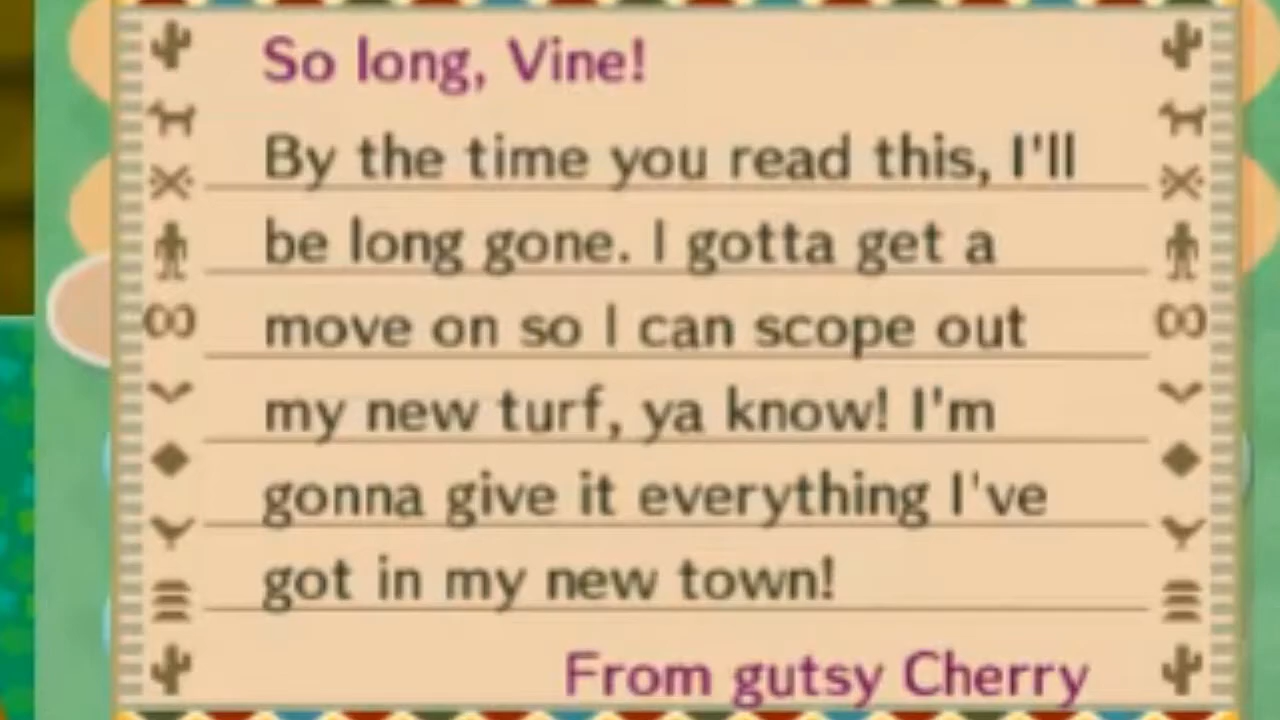 So long, Vine!
By the time you read this, I'll
be long gone. I gotta get a
move on so I can scope out
my new turf, ya know! I'm
gonna give it everything I've
got in my new town!
From gutsy Cherry